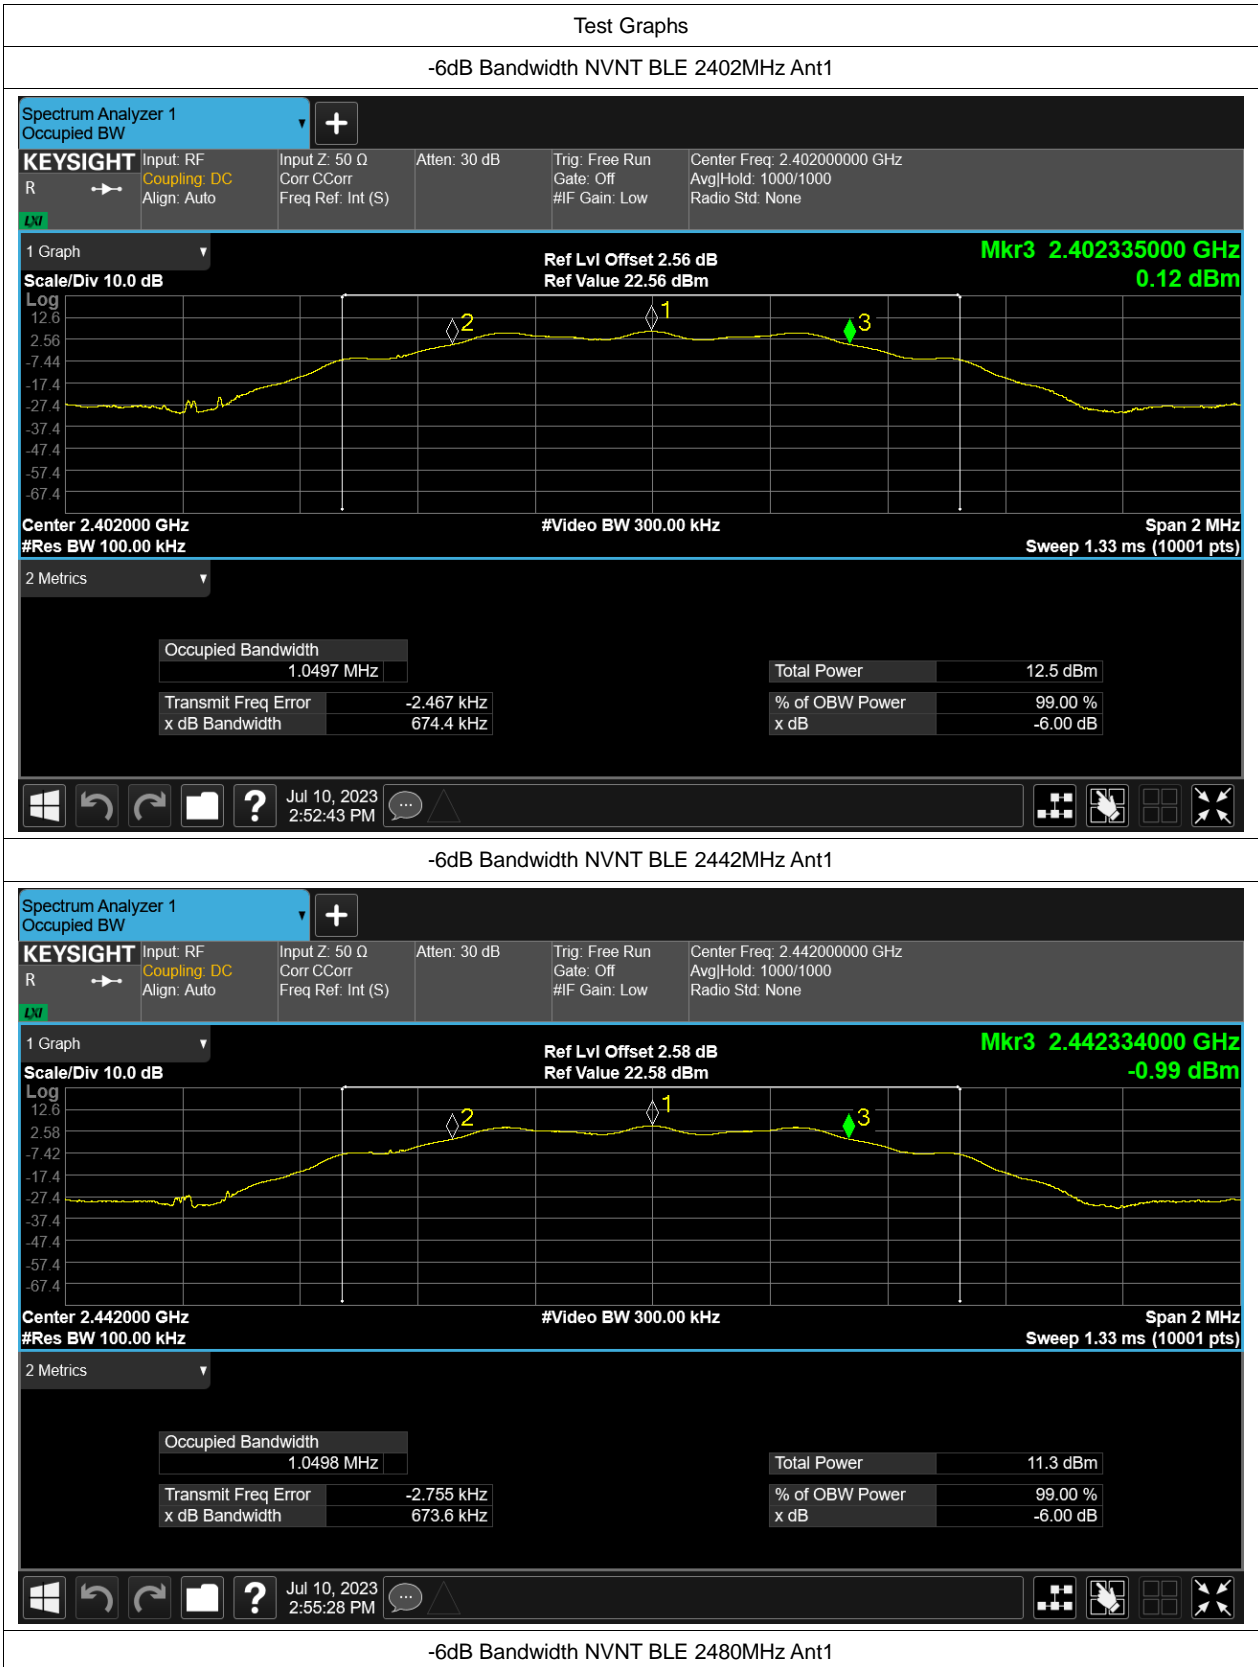 Test Graphs
-6dB Bandwidth NVNT BLE 2402MHz Ant1
Spectrum Analyzer 1
Occupied BW
KEYSIGHT Input: RF Input Z: 50 Ω Atten: 30 dB Trig: Free Run Center Freq: 2.402000000 GHz
R Coupling: DC Corr CCorr Gate: Off Avg|Hold: 1000/1000
Align: Auto Freq Ref: Int (S) #IF Gain: Low Radio Std: None
LXI
1 Graph Ref Lvl Offset 2.56 dB Mkr3 2.402335000 GHz
Scale/Div 10.0 dB Ref Value 22.56 dBm 0.12 dBm
Log
12.6
2 1 3
2.56
-7.44
-17.4
-27.4
-37.4
-47.4
-57.4
-67.4
Center 2.402000 GHz #Video BW 300.00 kHz Span 2 MHz
#Res BW 100.00 kHz Sweep 1.33 ms (10001 pts)
2 Metrics
Occupied Bandwidth
1.0497 MHz Total Power 12.5 dBm
Transmit Freq Error -2.467 kHz % of OBW Power 99.00 %
x dB Bandwidth 674.4 kHz x dB -6.00 dB
? Jul 10, 2023
2:52:43 PM
-6dB Bandwidth NVNT BLE 2442MHz Ant1
Spectrum Analyzer 1
Occupied BW
KEYSIGHT Input: RF Input Z: 50 Ω Atten: 30 dB Trig: Free Run Center Freq: 2.442000000 GHz
R Coupling: DC Corr CCorr Gate: Off Avg|Hold: 1000/1000
Align: Auto Freq Ref: Int (S) #IF Gain: Low Radio Std: None
LXI
1 Graph Ref Lvl Offset 2.58 dB Mkr3 2.442334000 GHz
Scale/Div 10.0 dB Ref Value 22.58 dBm -0.99 dBm
Log
12.6
2 1 3
2.58
-7.42
-17.4
-27.4
-37.4
-47.4
-57.4
-67.4
Center 2.442000 GHz #Video BW 300.00 kHz Span 2 MHz
#Res BW 100.00 kHz Sweep 1.33 ms (10001 pts)
2 Metrics
Occupied Bandwidth
1.0498 MHz Total Power 11.3 dBm
Transmit Freq Error -2.755 kHz % of OBW Power 99.00 %
x dB Bandwidth 673.6 kHz x dB -6.00 dB
? Jul 10, 2023
2:55:28 PM
-6dB Bandwidth NVNT BLE 2480MHz Ant1